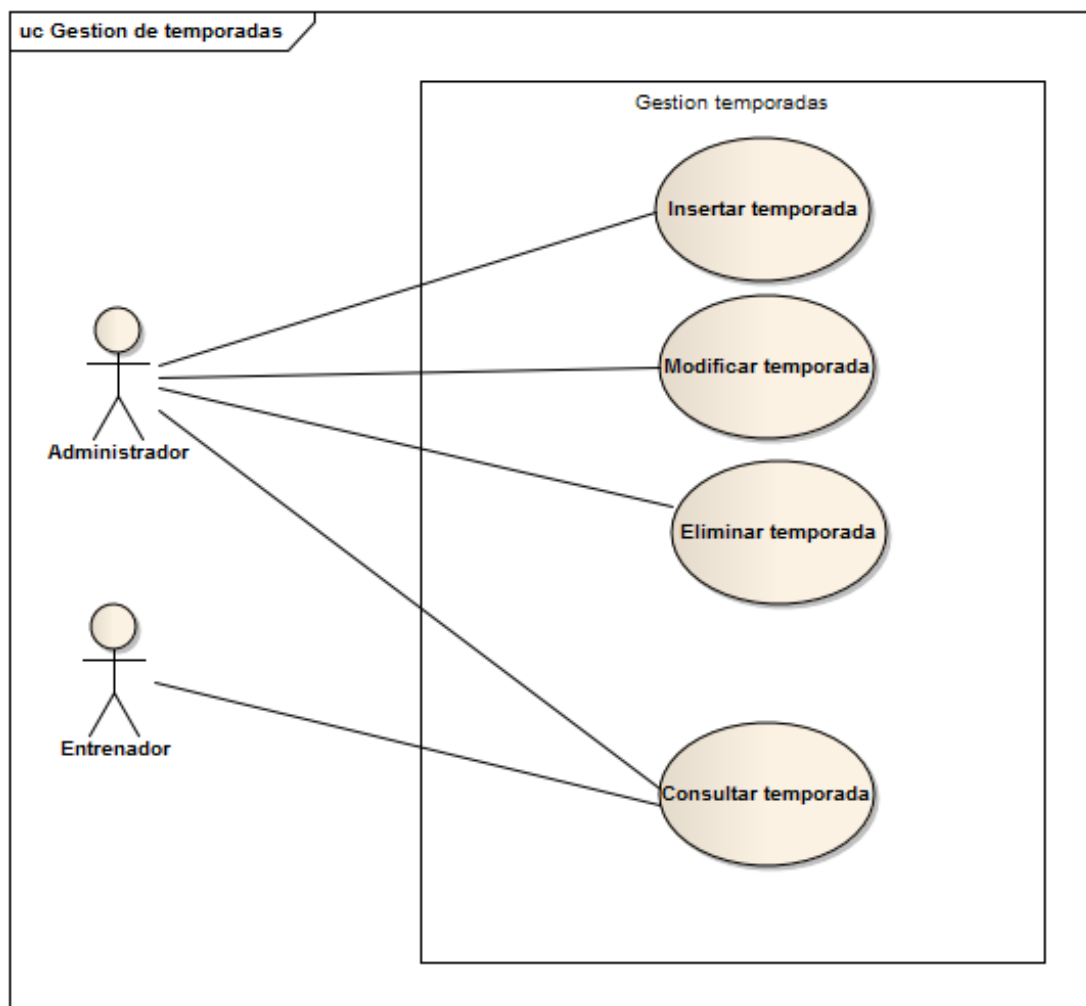 uc Gestion de temporadas
Gestion temporadas
Insertar temporada
Modificar temporada
Administrador
Eliminar temporada
Entrenador
Consultar temporada